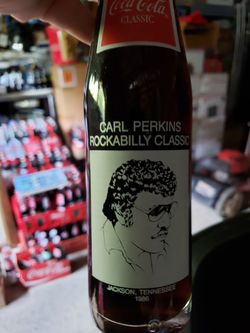 Coca-Cola
CLASSIC
CARL PERKINS
ROCKABILLY CLASSIC
JACKSON, TENNESSEE
1986